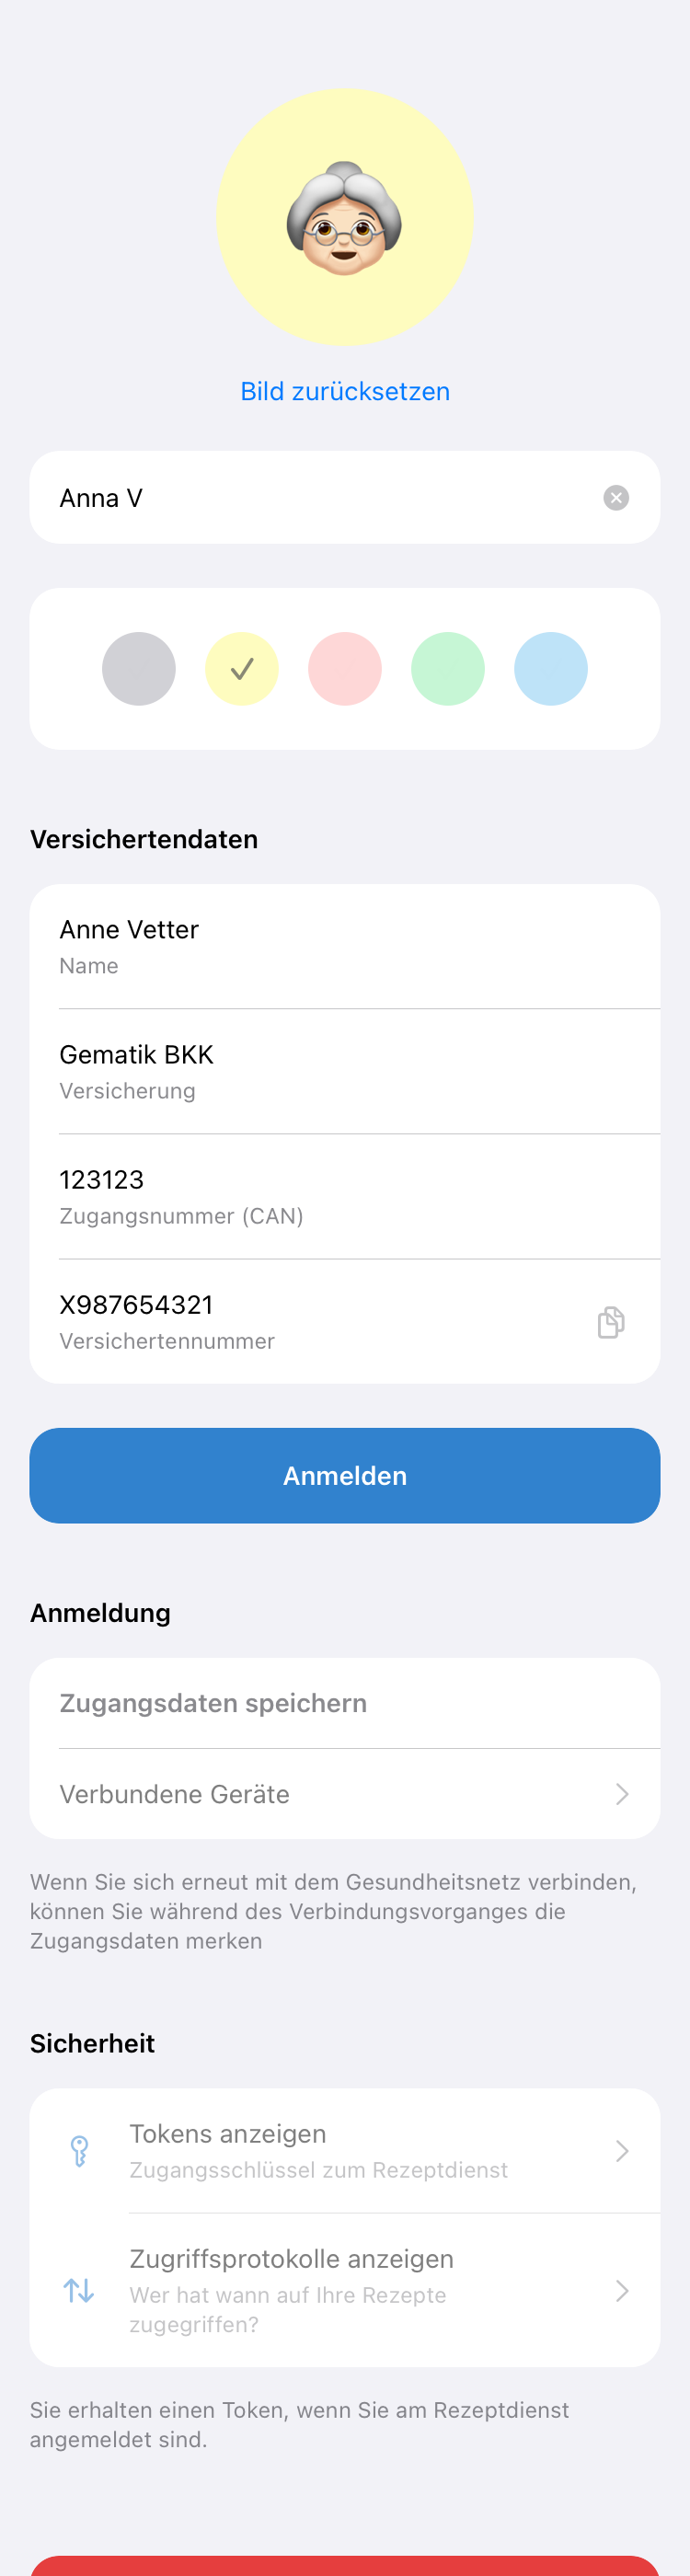 Bild zurücksetzen
Anna V
Versichertendaten
Anne Vetter
Name
Gematik BKK
Versicherung
123123
Zugangsnummer (CAN)
X987654321
Versichertennummer
Anmelden
Anmeldung
Zugangsdaten speichern
Verbundene Geräte
Wenn Sie sich erneut mit dem Gesundheitsnetz verbinden,
können Sie während des Verbindungsvorganges die
Zugangsdaten merken
Sicherheit
Tokens anzeigen
Zugangsschlüssel zum Rezeptdienst
Zugriffsprotokolle anzeigen
Wer hat wann auf Ihre Rezepte
zugegriffen?
Sie erhalten einen Token, wenn Sie am Rezeptdienst
angemeldet sind.